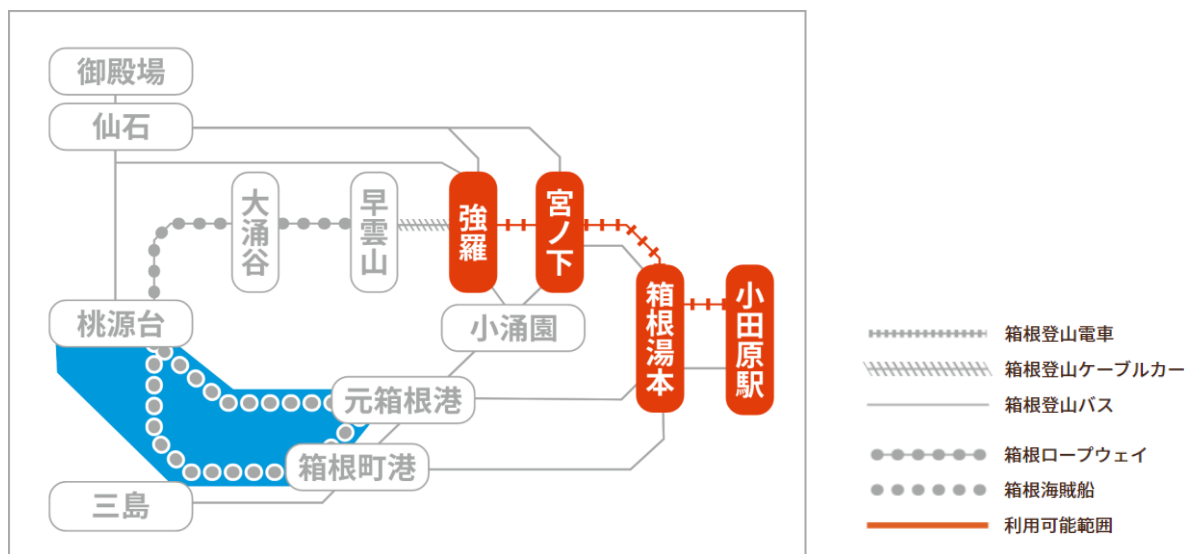 御殿場
仙石
大涌谷
早雲山
強羅
宮ノ下
箱根湯本
小田原駅
桃源台
小涌園
元箱根港
箱根町港
三島
箱根登山電車
箱根登山ケーブルカー
箱根登山バス
箱根ロープウェイ
箱根海賊船
利用可能範囲